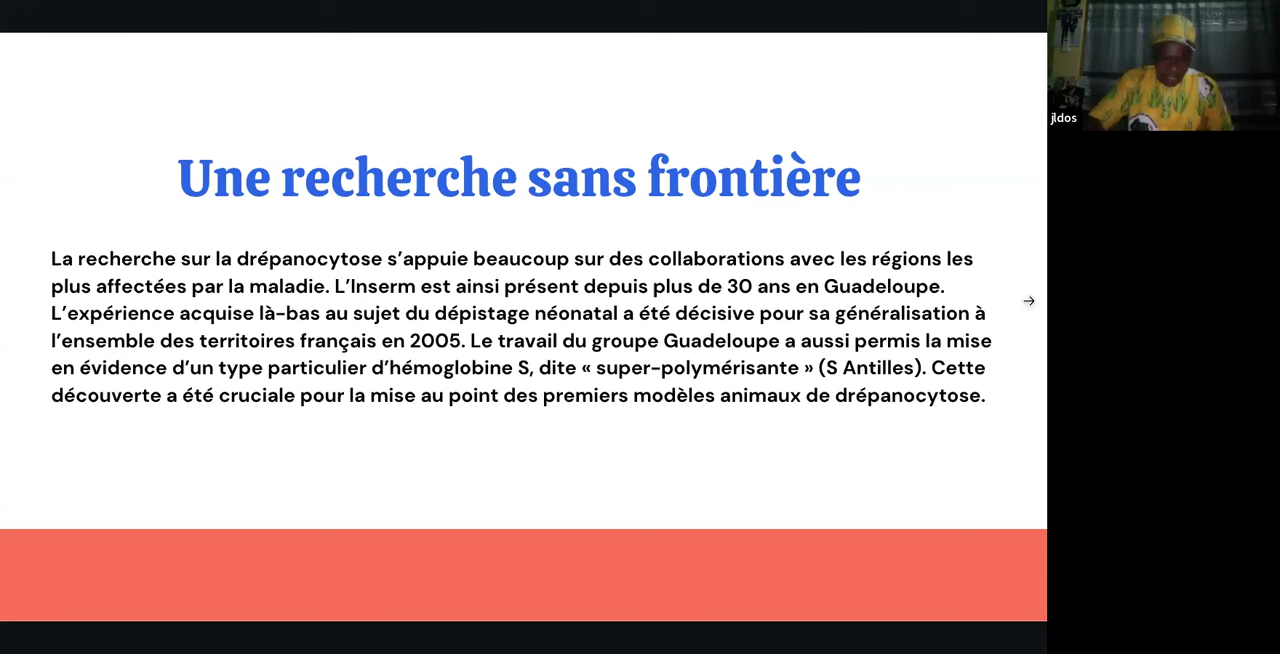 Une recherche sans frontière
La recherche sur la drépanocytose s’appuie beaucoup sur des collaborations avec les régions les
plus affectées par la maladie. L’Inserm est ainsi présent depuis plus de 30 ans en Guadeloupe.
L’expérience acquise là-bas au sujet du dépistage néonatal a été décisive pour sa généralisation à
l’ensemble des territoires français en 2005. Le travail du groupe Guadeloupe a aussi permis la mise
en évidence d’un type particulier d’hémoglobine S, dite « super-polymérisante » (S Antilles). Cette
découverte a été cruciale pour la mise au point des premiers modèles animaux de drépanocytose.
jldos